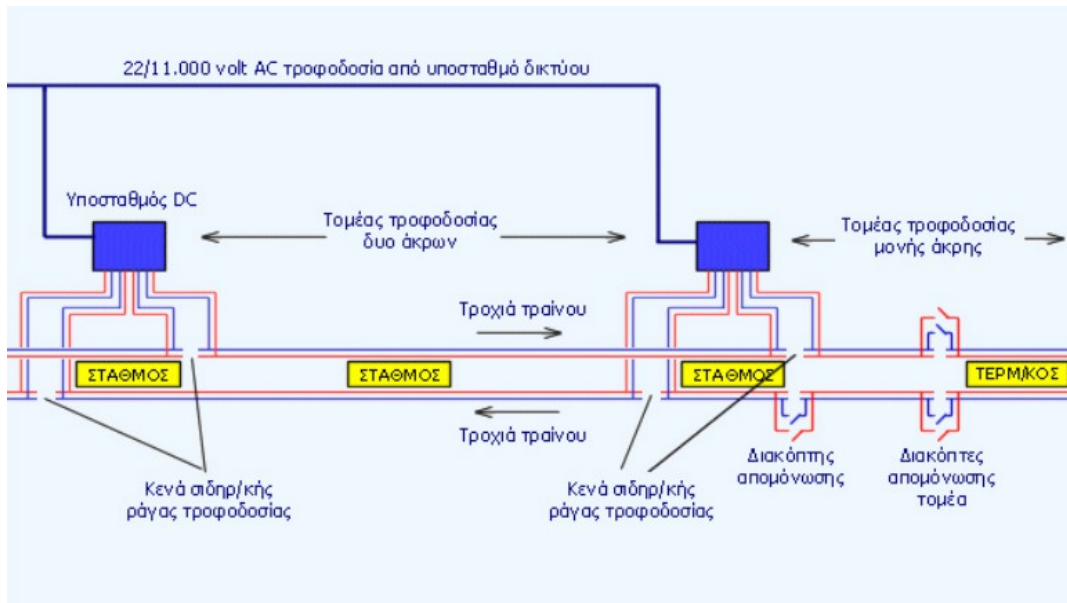 22/11.000 volt AC τροφοδοσία από υποσταθμό δικτύου
Υποσταθμός DC
Τομέας τροφοδοσίας
δυο άκρων
Τομέας τροφοδοσίας
μονής άκρης
Τροχιά τραίνου
ΣΤΑΘΜΟΣ
ΣΤΑΘΜΟΣ
ΣΤΑΘΜΟΣ
ΤΕΡΜ/ΚΟΣ
Τροχιά τραίνου
Κενά σιδηρ/κής
ράγας τροφοδοσίας
Κενά σιδηρ/κής
ράγας τροφοδοσίας
Διακόπτης
απομόνωσης
Διακόπτες
απομόνωσης
τομέα